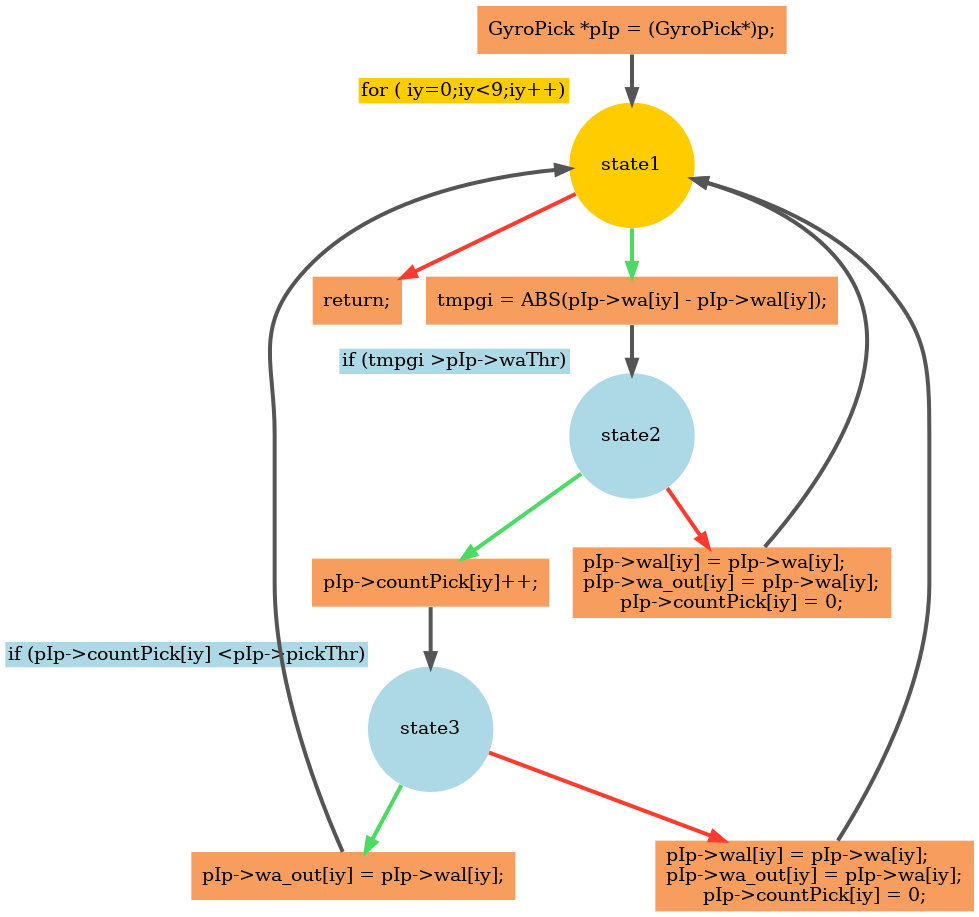 GyroPick *pIp = (GyroPick*)p;
for ( iy=0;iy<9;iy++)
state1
return;
tmpgi = ABS(pIp->wa[iy] - pIp->wal[iy]);
if (tmpgi >pIp->waThr)
state2
pIp->countPick[iy]++;
pIp->wal[iy] = pIp->wa[iy];
pIp->wa_out[iy] = pIp->wa[iy];
pIp->countPick[iy] = 0;
if (pIp->countPick[iy] <pIp->pickThr)
state3
pIp->wa_out[iy] = pIp->wal[iy];
pIp->wal[iy] = pIp->wa[iy];
pIp->wa_out[iy] = pIp->wa[iy];
pIp->countPick[iy] = 0;